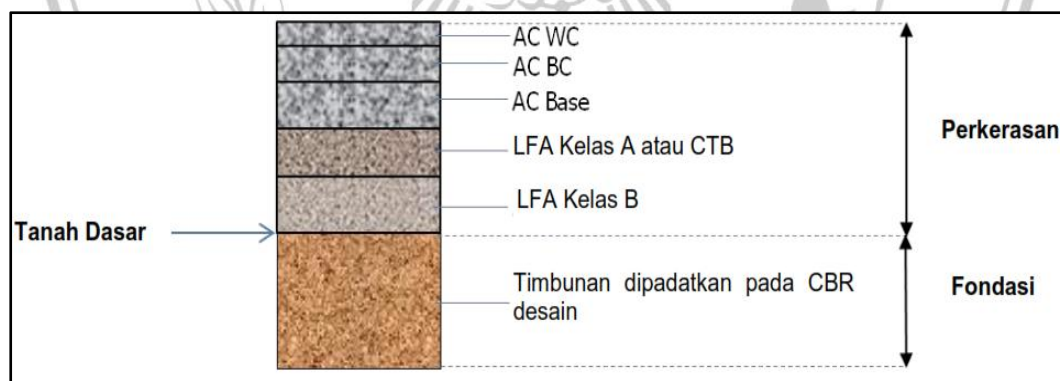 AC WC
AC BC
AC Base
Perkerasan
LFA Kelas A atau CTB
LFA Kelas B
Tanah Dasar
Timbunan dipadatkan pada CBR
desain
Fondasi